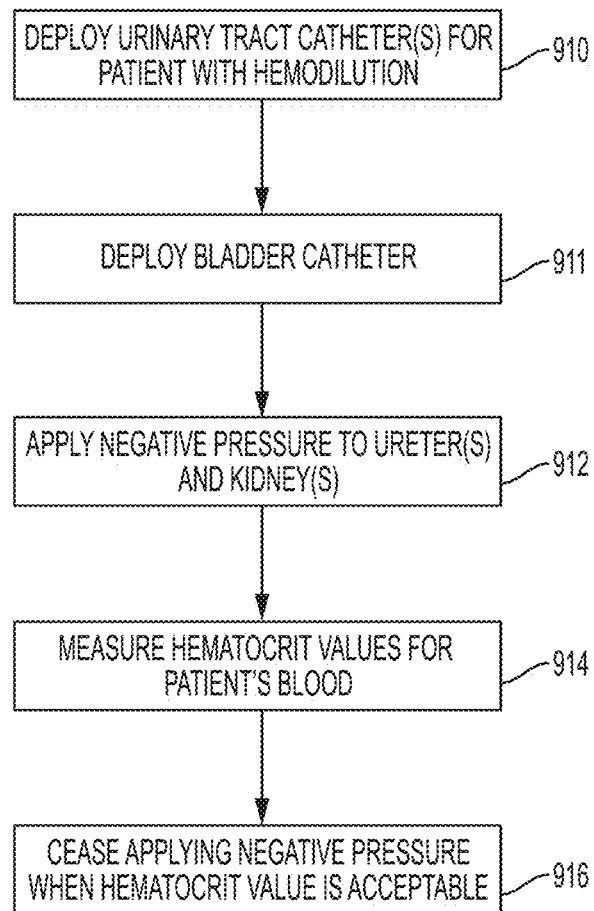 DEPLOY URINARY TRACT CATHETER(S) FOR
PATIENT WITH HEMODILUTION
910
DEPLOY BLADDER CATHETER
911
APPLY NEGATIVE PRESSURE TO URETER(S)
AND KIDNEY(S)
912
MEASURE HEMATOCRIT VALUES FOR
PATIENT'S BLOOD
914
CEASE APPLYING NEGATIVE PRESSURE
WHEN HEMATOCRIT VALUE IS ACCEPTABLE
916